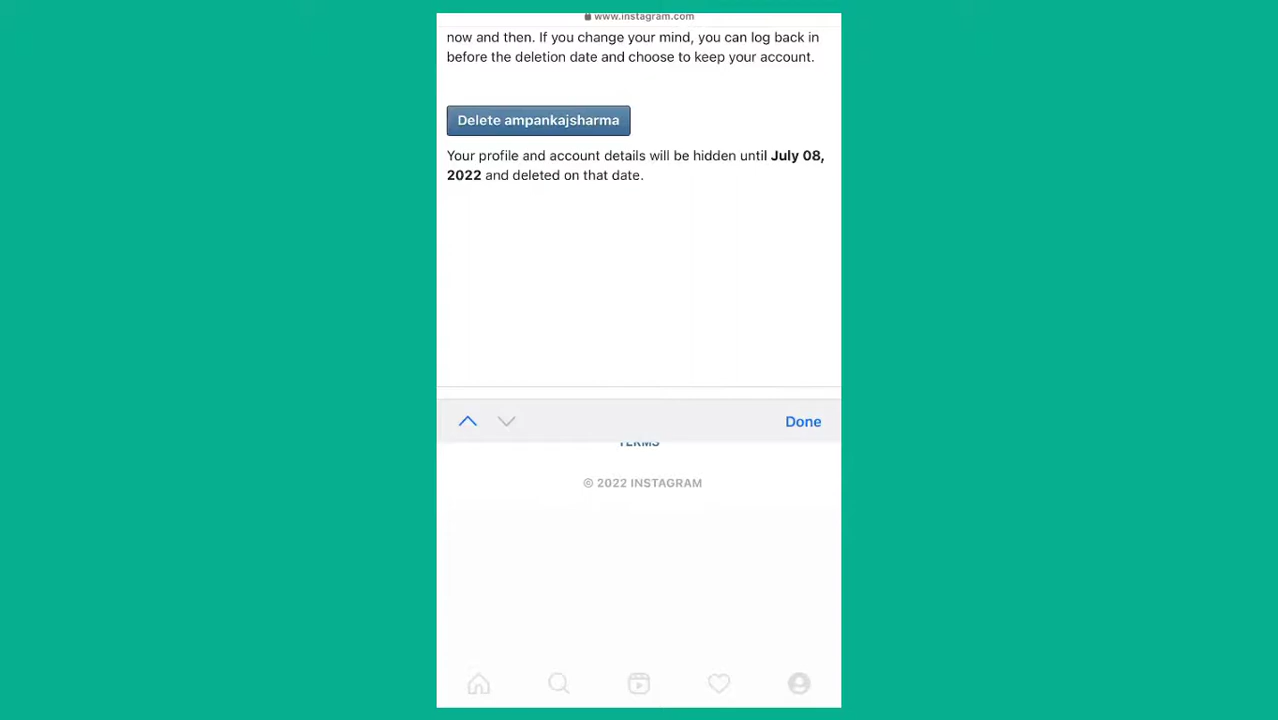 www.instagram.com
now and then. If you change your mind, you can log back in
before the deletion date and choose to keep your account.
Delete ampankajsharma
Your profile and account details will be hidden until July 08,
2022 and deleted on that date.
Done
TERMS
© 2022 INSTAGRAM